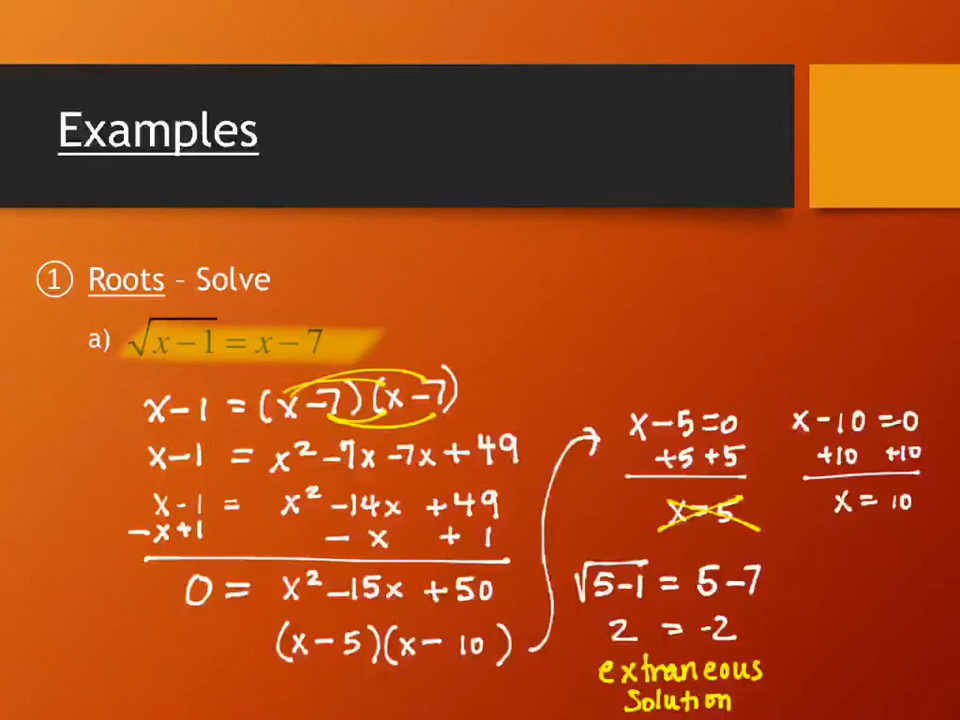 Examples
① Roots – Solve
a) √x − 1 = x − 7
x − 1 = (x − 7)(x − 7)
x − 1 = x² − 7x − 7x + 49
x − 1 = x² − 14x + 49
− x + 1 − x + 1
0 = x² − 15x + 50
(x − 5)(x − 10)
x − 5 = 0
+5 +5
x = 5
√5 − 1 = 5 − 7
2 = -2
extraneous
Solution
x − 10 = 0
+10 +10
x = 10